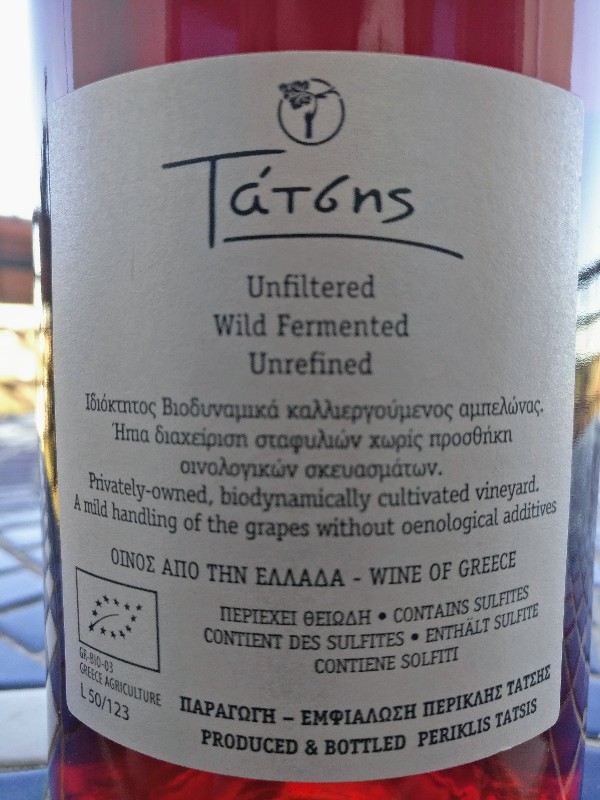 Τάτσης
Unfiltered
Wild Fermented
Unrefined
Ιδιόκτητος Βιοδυναμικά καλλιεργούμενος αμπελώνας.
Ήπια διαχείριση σταφυλιών χωρίς προσθήκη
οινολογικών σκευασμάτων.
Privately-owned, biodynamically cultivated vineyard.
A mild handling of the grapes without oenological additives
ΟΙΝΟΣ ΑΠΟ ΤΗΝ ΕΛΛΑΔΑ - WINE OF GREECE
ΠΕΡΙΕΧΕΙ ΘΕΙΩΔΗ • CONTAINS SULFITES
CONTIENT DES SULFITES • ENTHÄLT SULFITE
CONTIENE SOLFITI
GR-BIO-03
GREECE AGRICULTURE
L 50/123
ΠΑΡΑΓΩΓΗ – ΕΜΦΙΑΛΩΣΗ ΠΕΡΙΚΛΗΣ ΤΑΤΣΗΣ
PRODUCED & BOTTLED PERIKLIS TATSIS